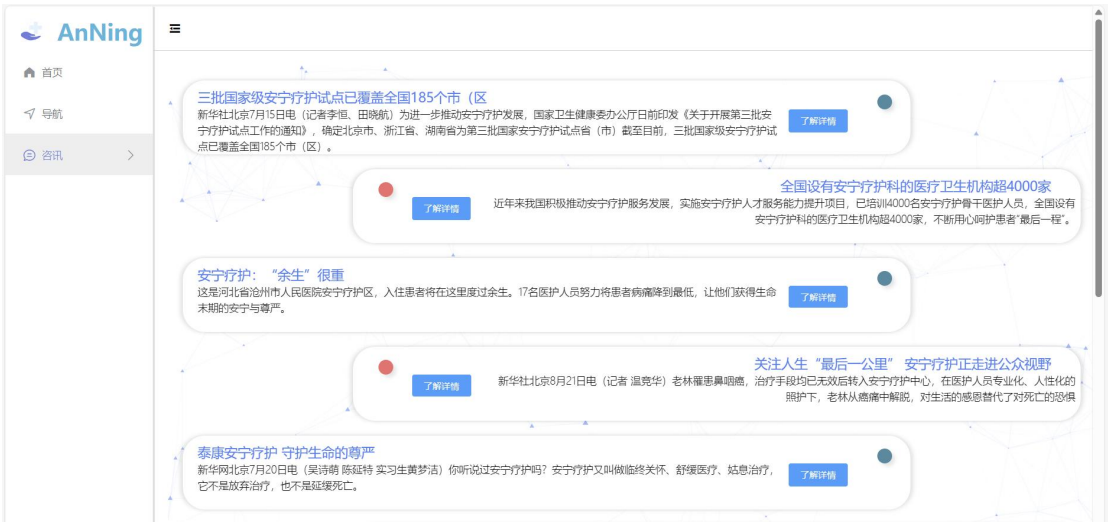 AnNing
首页
导航
咨讯
三批国家级安宁疗护试点已覆盖全国185个市（区
新华社北京7月15日电（记者李恒、田晓航）为进一步推动安宁疗护发展，国家卫生健康委办公厅日前印发《关于开展第三批安
宁疗护试点工作的通知》，确定北京市、浙江省、湖南省为第三批国家安宁疗护试点省（市）截至目前，三批国家级安宁疗护试
点已覆盖全国185个市（区）。
了解详情
全国设有安宁疗护科的医疗卫生机构超4000家
近年来我国积极推动安宁疗护服务发展，实施安宁疗护人才服务能力提升项目，已培训4000名安宁疗护骨干医护人员，全国设有
安宁疗护科的医疗卫生机构超4000家，不断用心呵护患者“最后一程”。
了解详情
安宁疗护：“余生”很重
这是河北省沧州市人民医院安宁疗护区，入住患者将在这里度过余生。17名医护人员努力将患者病痛降到最低，让他们获得生命
末期的安宁与尊严。
了解详情
关注人生“最后一公里” 安宁疗护正走进公众视野
新华社北京8月21日电（记者 温竞华）老林罹患鼻咽癌，治疗手段均已无效后转入安宁疗护中心，在医护人员专业化、人性化的
照护下，老林从癌痛中解脱，对生活的感恩替代了对死亡的恐惧
了解详情
泰康安宁疗护 守护生命的尊严
新华网北京7月20日电（吴诗萌 陈延特 实习生黄梦洁）你听说过安宁疗护吗？安宁疗护又叫做临终关怀、舒缓医疗、姑息治疗，
它不是放弃治疗，也不是延缓死亡。
了解详情